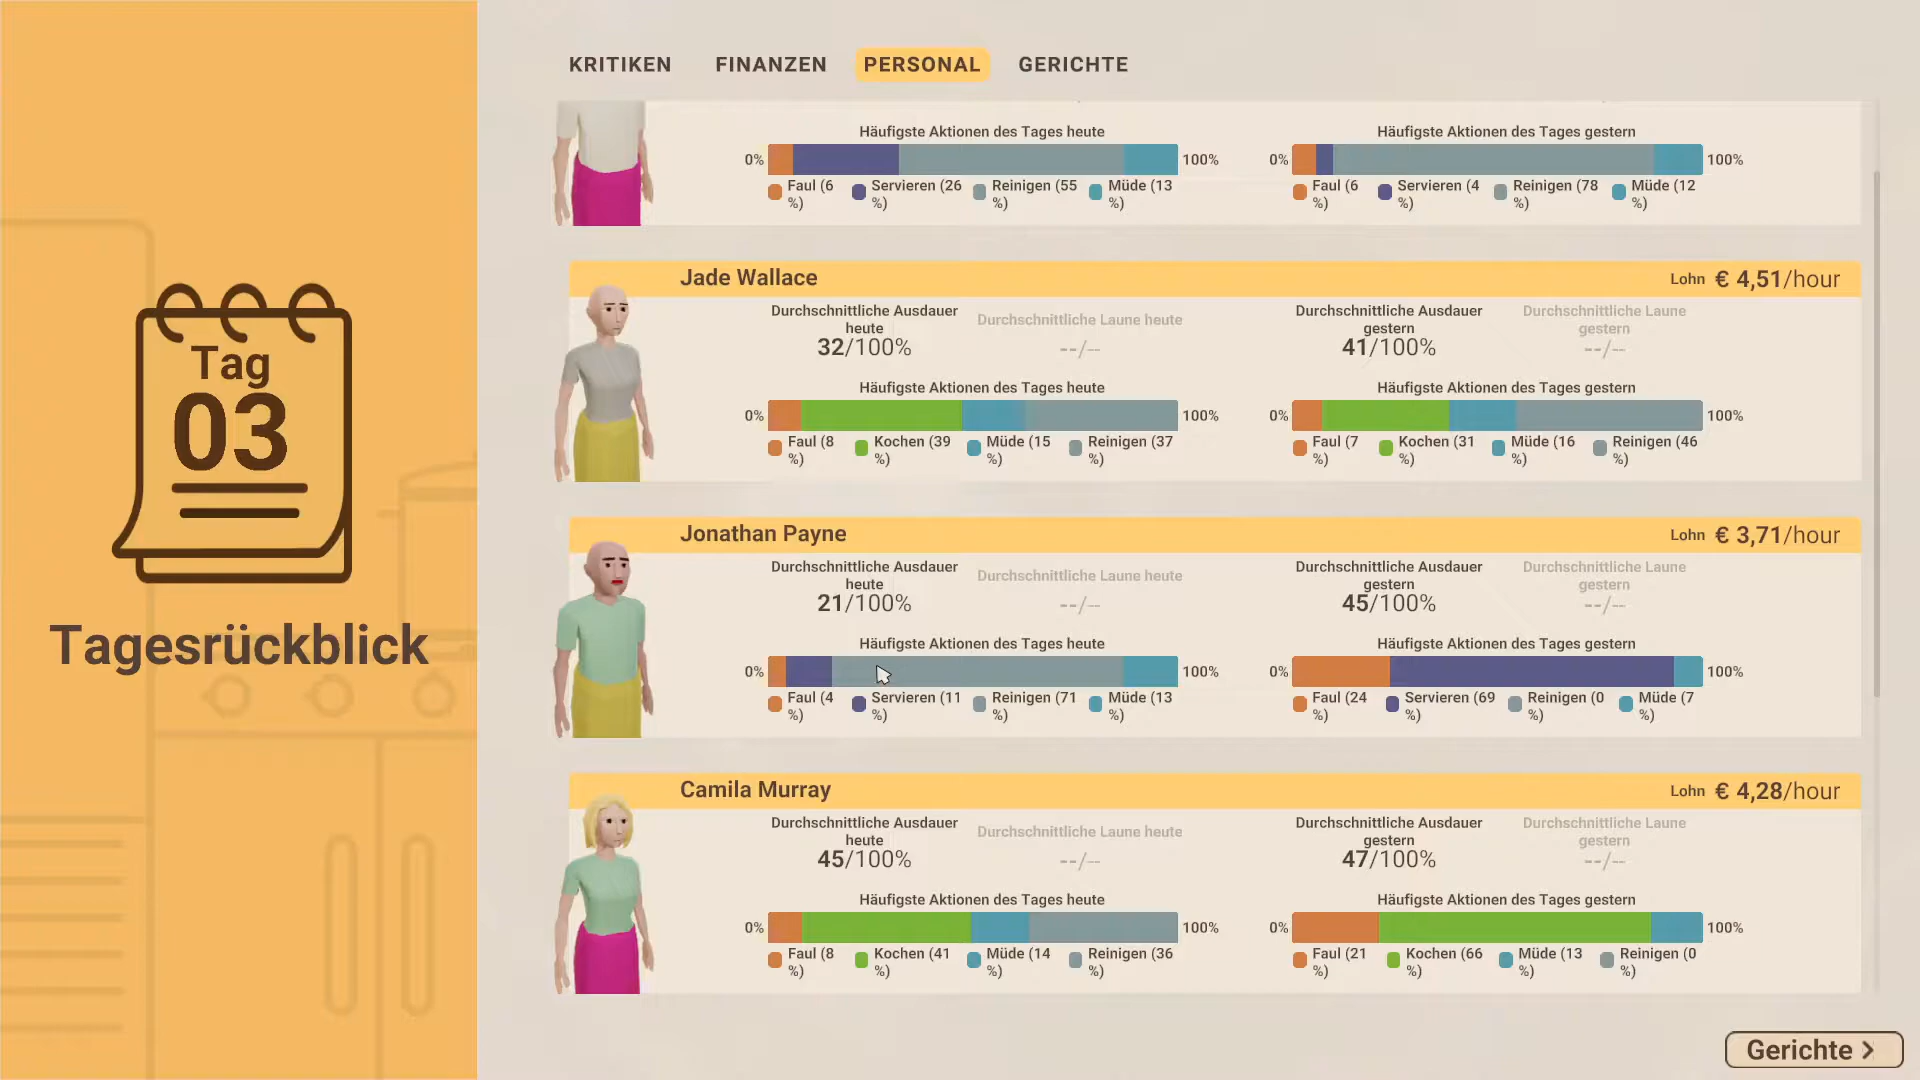 KRITIKEN FINANZEN PERSONAL GERICHTE
Tag
03
Tagesrückblick
Häufigste Aktionen des Tages heute
0% 100%
Faul (6 %) Servieren (26 %) Reinigen (55 %) Müde (13 %)
Häufigste Aktionen des Tages gestern
0% 100%
Faul (6 %) Servieren (4 %) Reinigen (78 %) Müde (12 %)
Jade Wallace
Lohn € 4,51/hour
Durchschnittliche Ausdauer
heute
32/100%
Durchschnittliche Laune heute
--/--
Durchschnittliche Ausdauer
gestern
41/100%
Durchschnittliche Laune
gestern
--/--
Häufigste Aktionen des Tages heute
0% 100%
Faul (8 %) Kochen (39 %) Müde (15 %) Reinigen (37 %)
Häufigste Aktionen des Tages gestern
0% 100%
Faul (7 %) Kochen (31 %) Müde (16 %) Reinigen (46 %)
Jonathan Payne
Lohn € 3,71/hour
Durchschnittliche Ausdauer
heute
21/100%
Durchschnittliche Laune heute
--/--
Durchschnittliche Ausdauer
gestern
45/100%
Durchschnittliche Laune
gestern
--/--
Häufigste Aktionen des Tages heute
0% 100%
Faul (4 %) Servieren (11 %) Reinigen (71 %) Müde (13 %)
Häufigste Aktionen des Tages gestern
0% 100%
Faul (24 %) Servieren (69 %) Reinigen (0 %) Müde (7 %)
Camila Murray
Lohn € 4,28/hour
Durchschnittliche Ausdauer
heute
45/100%
Durchschnittliche Laune heute
--/--
Durchschnittliche Ausdauer
gestern
47/100%
Durchschnittliche Laune
gestern
--/--
Häufigste Aktionen des Tages heute
0% 100%
Faul (8 %) Kochen (41 %) Müde (14 %) Reinigen (36 %)
Häufigste Aktionen des Tages gestern
0% 100%
Faul (21 %) Kochen (66 %) Müde (13 %) Reinigen (0 %)
Gerichte >